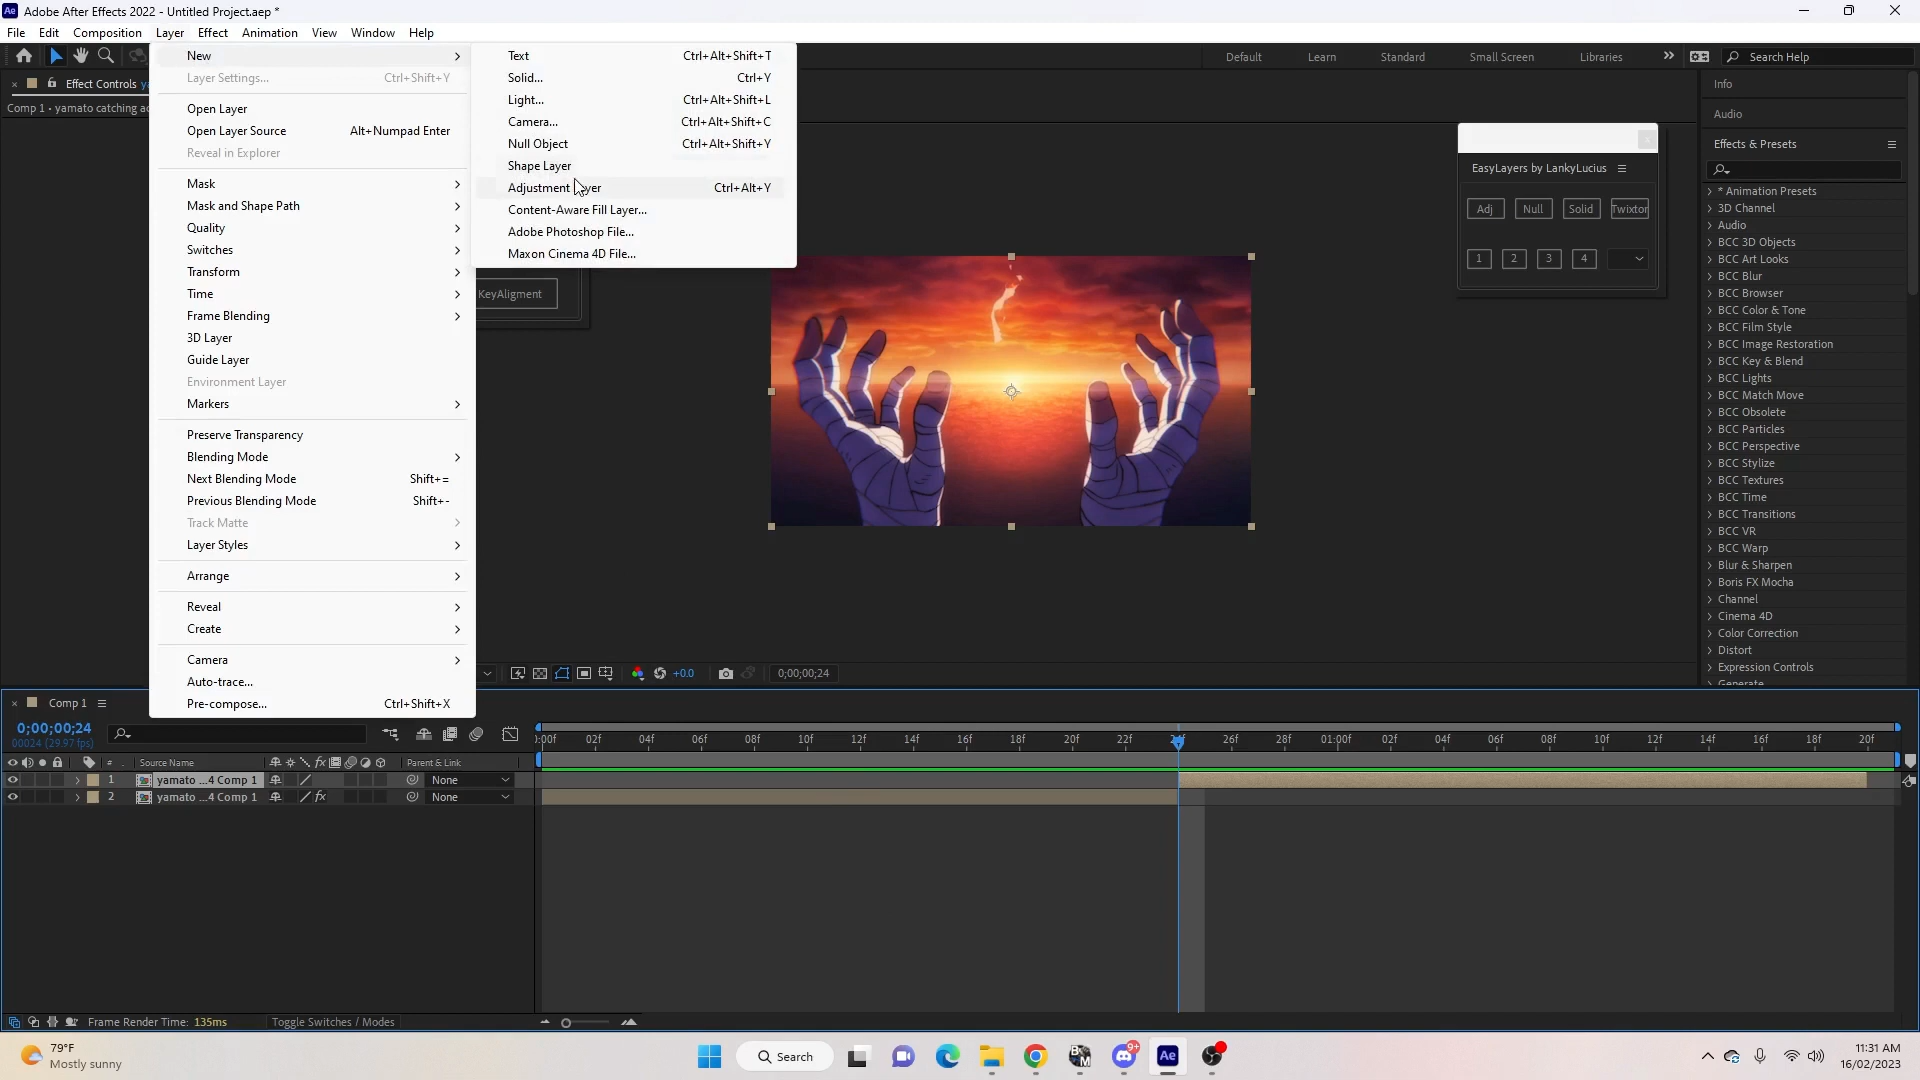 Adobe After Effects 2022 - Untitled Project.aep *
File Edit Composition Layer Effect Animation View Window Help
Default Learn Standard Small Screen Libraries Search Help
Effect Controls
Comp 1 • yamato catching
New
Layer Settings... Ctrl+Shift+Y
Open Layer
Open Layer Source Alt+Numpad Enter
Reveal in Explorer
Mask
Mask and Shape Path
Quality
Switches
Transform
Time
Frame Blending
3D Layer
Guide Layer
Environment Layer
Markers
Preserve Transparency
Blending Mode
Next Blending Mode Shift+=
Previous Blending Mode Shift+-
Track Matte
Layer Styles
Arrange
Reveal
Create
Camera
Auto-trace...
Pre-compose... Ctrl+Shift+X
Text Ctrl+Alt+Shift+T
Solid... Ctrl+Y
Light... Ctrl+Alt+Shift+L
Camera... Ctrl+Alt+Shift+C
Null Object Ctrl+Alt+Shift+Y
Shape Layer
Adjustment Layer Ctrl+Alt+Y
Content-Aware Fill Layer...
Adobe Photoshop File...
Maxon Cinema 4D File...
KeyAligment
EasyLayers by LankyLucius
Adj Null Solid Twixtor
1 2 3 4
Info
Audio
Effects & Presets
* Animation Presets
3D Channel
Audio
BCC 3D Objects
BCC Art Looks
BCC Blur
BCC Browser
BCC Color & Tone
BCC Film Style
BCC Image Restoration
BCC Key & Blend
BCC Lights
BCC Match Move
BCC Obsolete
BCC Particles
BCC Perspective
BCC Stylize
BCC Textures
BCC Time
BCC Transitions
BCC VR
BCC Warp
Blur & Sharpen
Boris FX Mocha
Channel
Cinema 4D
Color Correction
Distort
Expression Controls
Generate
+0.0 0;00;00;24
Comp 1
0;00;00;24
00024 (29.97 fps)
):00f 02f 04f 06f 08f 10f 12f 14f 16f 18f 20f 22f 26f 28f 01:00f 02f 04f 06f 08f 10f 12f 14f 16f 18f 20f
# Source Name Parent & Link
1 yamato ...4 Comp 1 None
2 yamato ...4 Comp 1 None
Frame Render Time: 135ms Toggle Switches / Modes
79°F
Mostly sunny
Search
9+
Ae
11:31 AM
16/02/2023